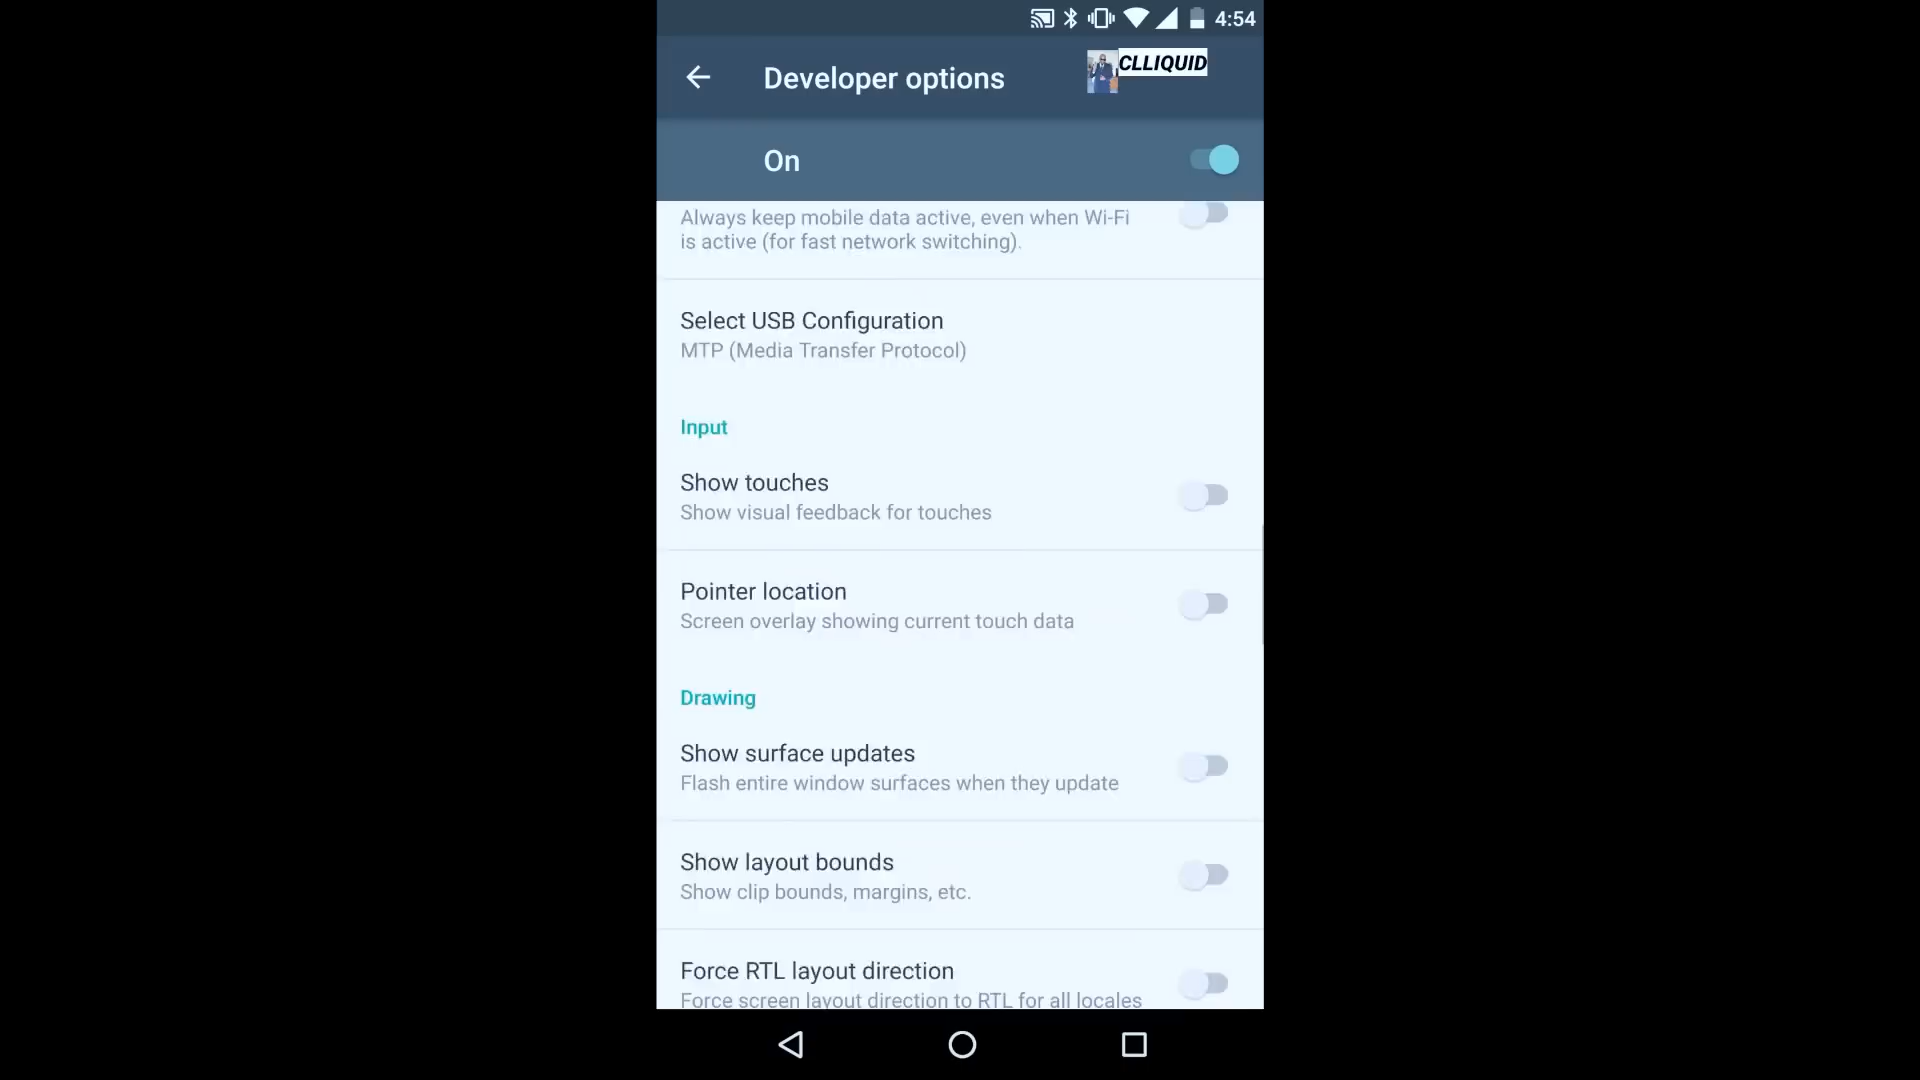 4:54
Developer options
CLLIQUID
On
Always keep mobile data active, even when Wi-Fi
is active (for fast network switching).
Select USB Configuration
MTP (Media Transfer Protocol)
Input
Show touches
Show visual feedback for touches
Pointer location
Screen overlay showing current touch data
Drawing
Show surface updates
Flash entire window surfaces when they update
Show layout bounds
Show clip bounds, margins, etc.
Force RTL layout direction
Force screen layout direction to RTL for all locales